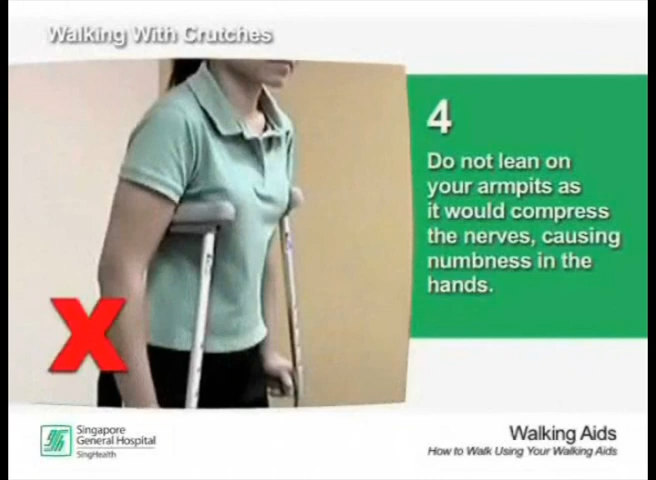 Walking With Crutches
4
Do not lean on
your armpits as
it would compress
the nerves, causing
numbness in the
hands.
Singapore
General Hospital
SingHealth
Walking Aids
How to Walk Using Your Walking Aids